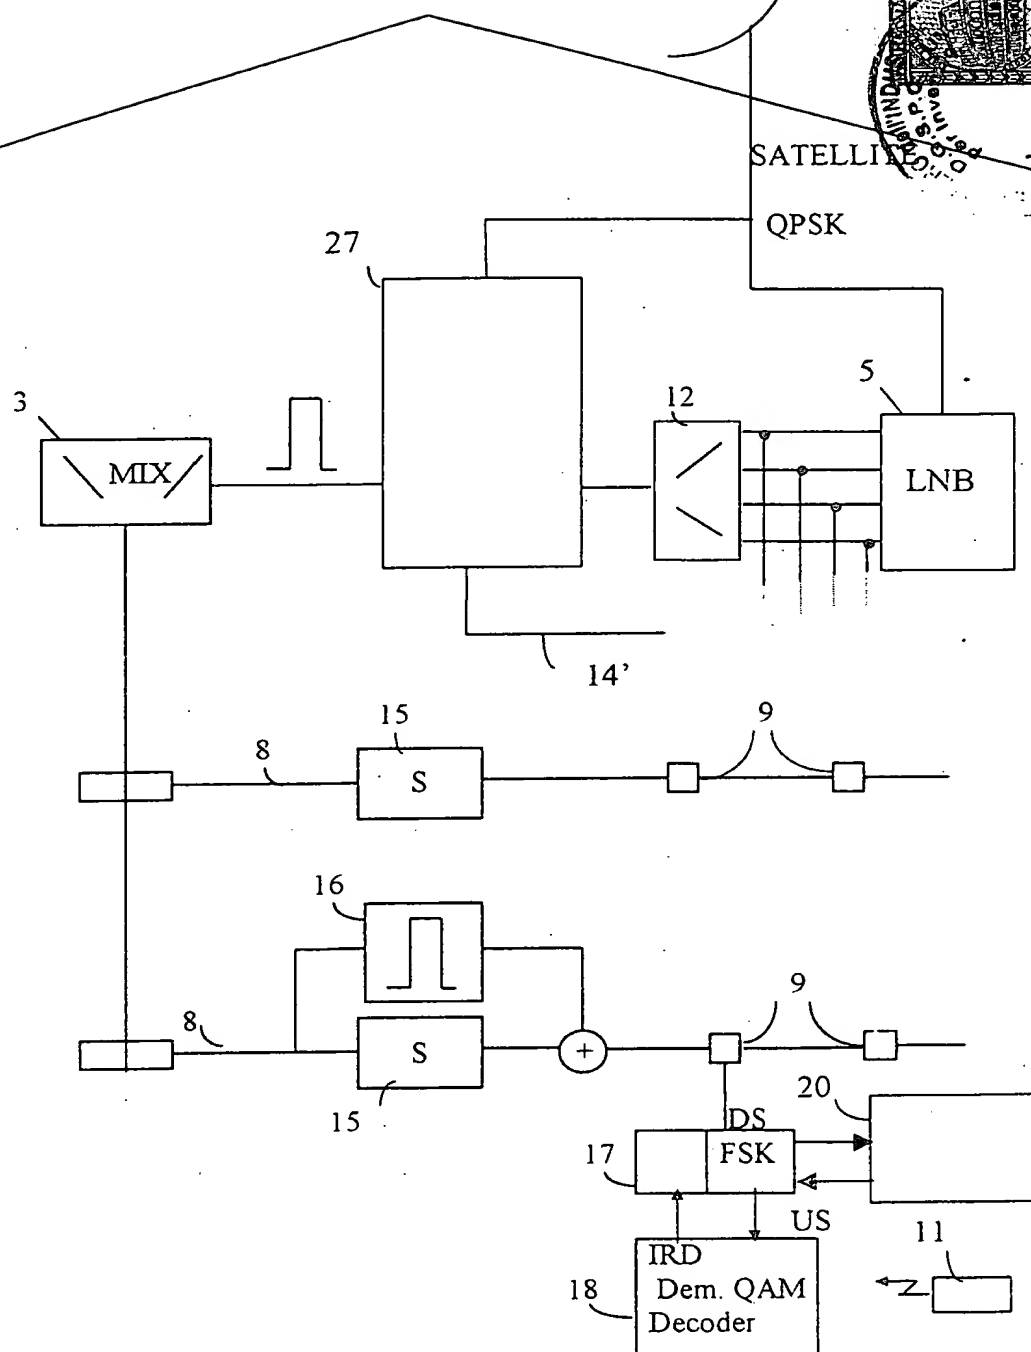 SATELLITE
QPSK
27
5
12
3
MIX
LNB
14’
15
9
8
S
16
9
8
S
+
15
20
DS
17
FSK
US
11
IRD
18
Dem. QAM
Decoder